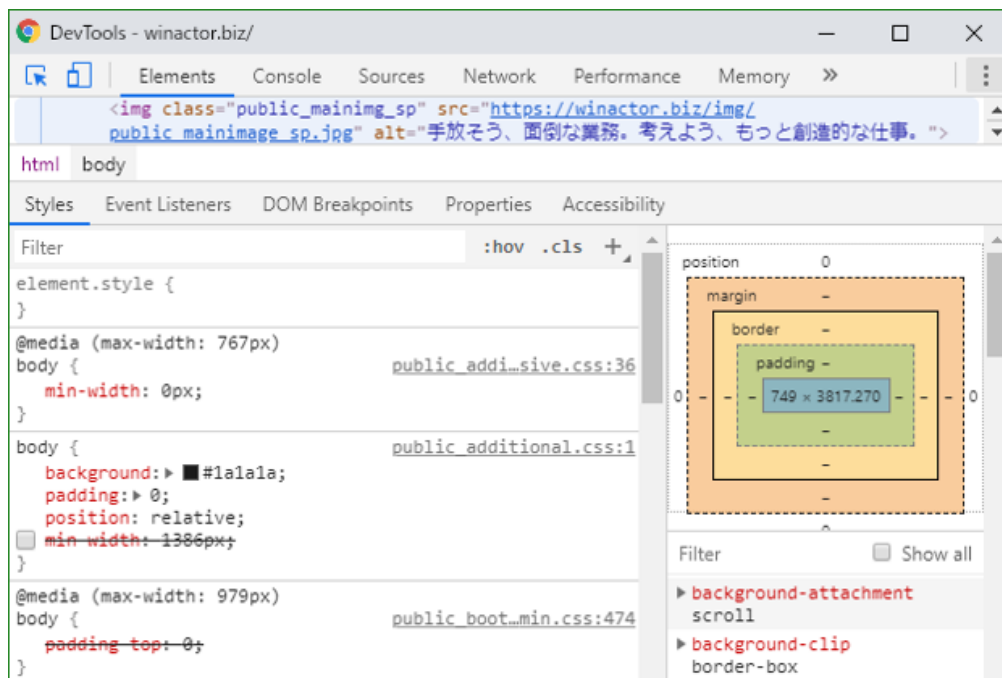 DevTools - winactor.biz/
Elements Console Sources Network Performance Memory »
<img class="public_mainimg_sp" src="https://winactor.biz/img/
public_mainimage_sp.jpg" alt="手放そう、面倒な業務。考えよう、もっと創造的な仕事。">
html body
Styles Event Listeners DOM Breakpoints Properties Accessibility
Filter :hov .cls +
element.style {
}
@media (max-width: 767px)
body { public_addi…sive.css:36
min-width: 0px;
}
body { public_additional.css:1
background: #1a1a1a;
padding: 0;
position: relative;
min-width: 1386px;
}
@media (max-width: 979px)
body { public_boot…min.css:474
padding-top: 0;
}
position 0
margin –
border –
padding –
0 – – – 749 × 3817.270 – – – 0
–
–
–
0
Filter Show all
background-attachment
scroll
background-clip
border-box